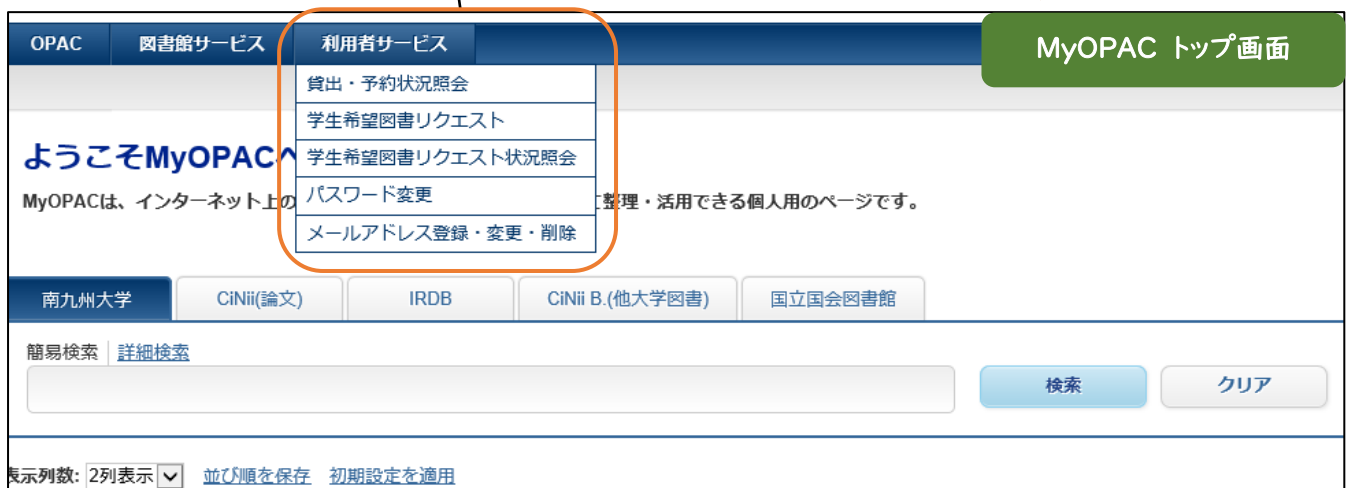 OPAC 図書館サービス 利用者サービス
MyOPAC トップ画面
貸出・予約状況照会
学生希望図書リクエスト
学生希望図書リクエスト状況照会
パスワード変更
メールアドレス登録・変更・削除
ようこそMyOPACへ
MyOPACは、インターネット上の 整理・活用できる個人用のページです。
南九州大学 CiNii(論文) IRDB CiNii B.(他大学図書) 国立国会図書館
簡易検索 詳細検索
検索 クリア
表示列数: 2列表示 並び順を保存 初期設定を適用